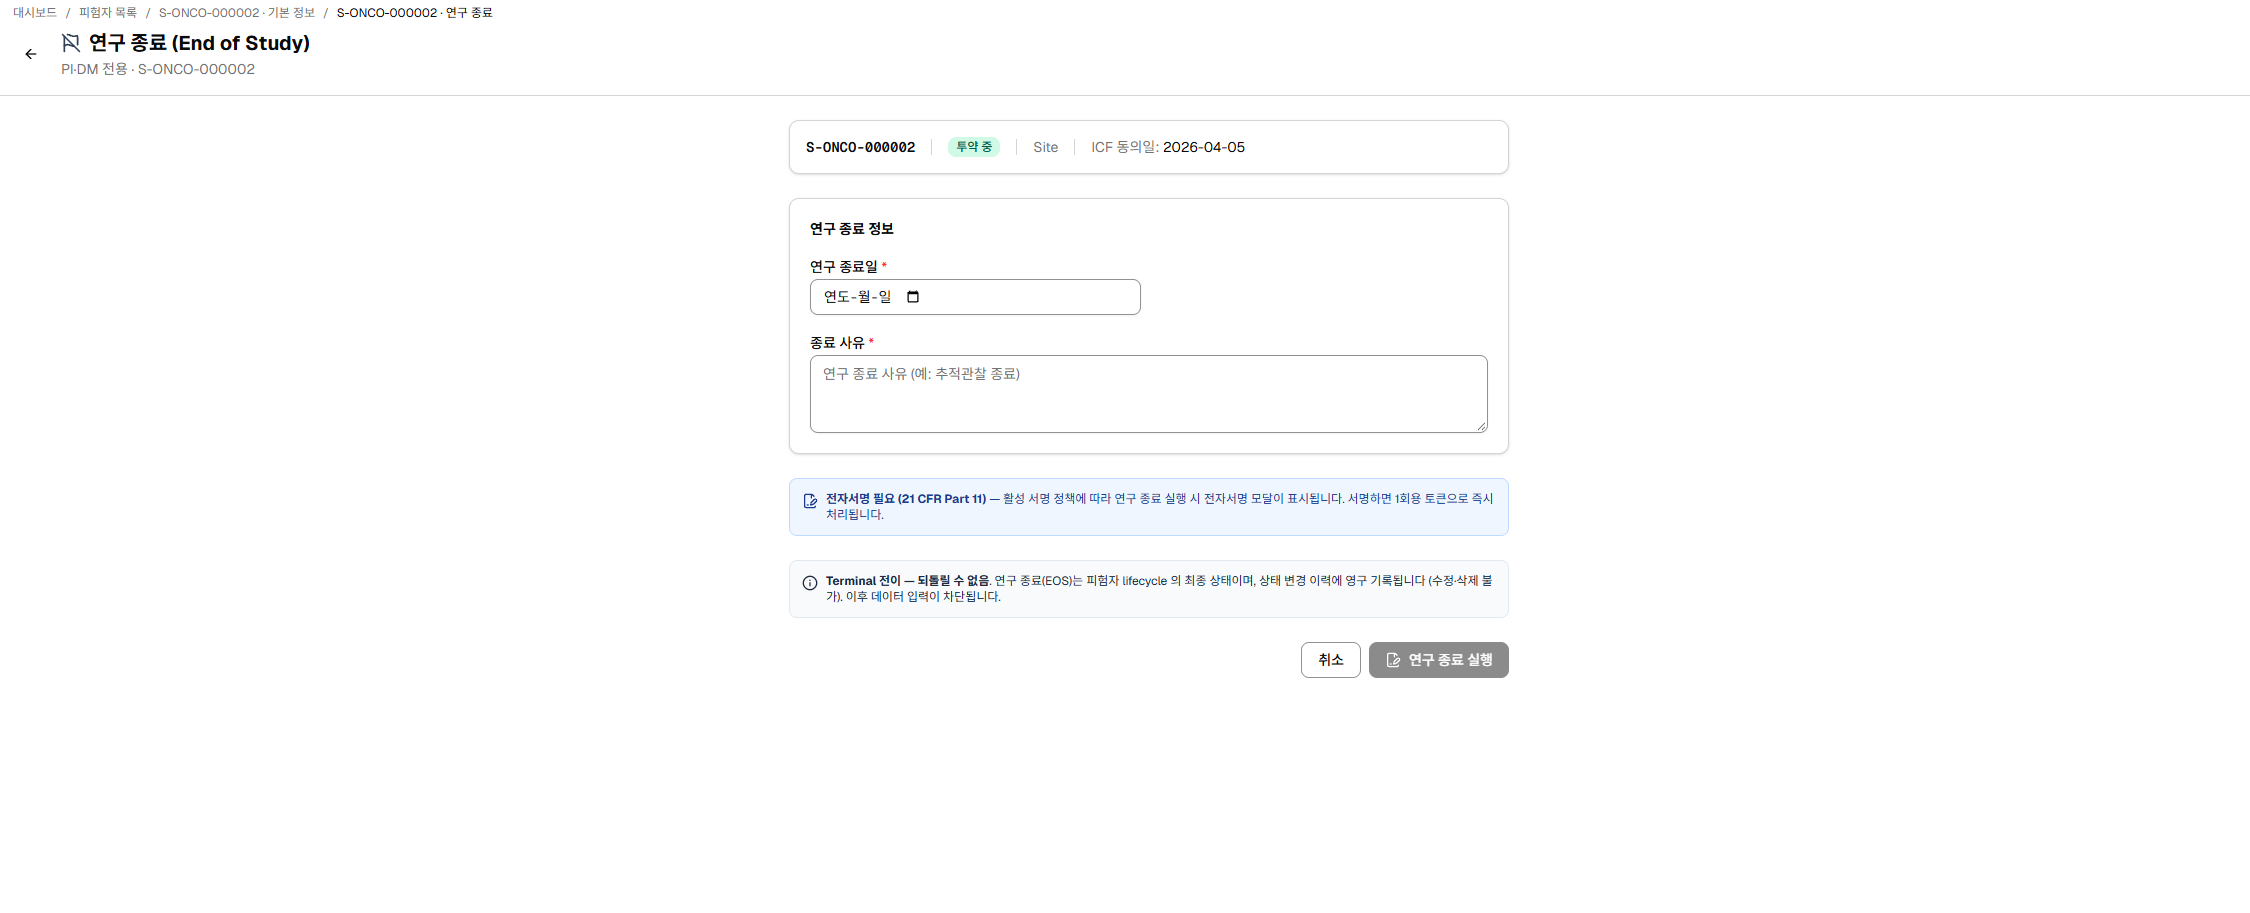 대시보드 / 피험자 목록 / S-ONCO-000002 · 기본 정보 / S-ONCO-000002 · 연구 종료
연구 종료 (End of Study)
PI·DM 전용 · S-ONCO-000002
S-ONCO-000002 투약 중 Site ICF 동의일: 2026-04-05
연구 종료 정보
연구 종료일 *
연도-월-일
종료 사유 *
연구 종료 사유 (예: 추적관찰 종료)
전자서명 필요 (21 CFR Part 11) — 활성 서명 정책에 따라 연구 종료 실행 시 전자서명 모달이 표시됩니다. 서명하면 1회용 토큰으로 즉시
처리됩니다.
Terminal 전이 — 되돌릴 수 없음. 연구 종료(EOS)는 피험자 lifecycle 의 최종 상태이며, 상태 변경 이력에 영구 기록됩니다 (수정·삭제 불
가). 이후 데이터 입력이 차단됩니다.
취소 연구 종료 실행